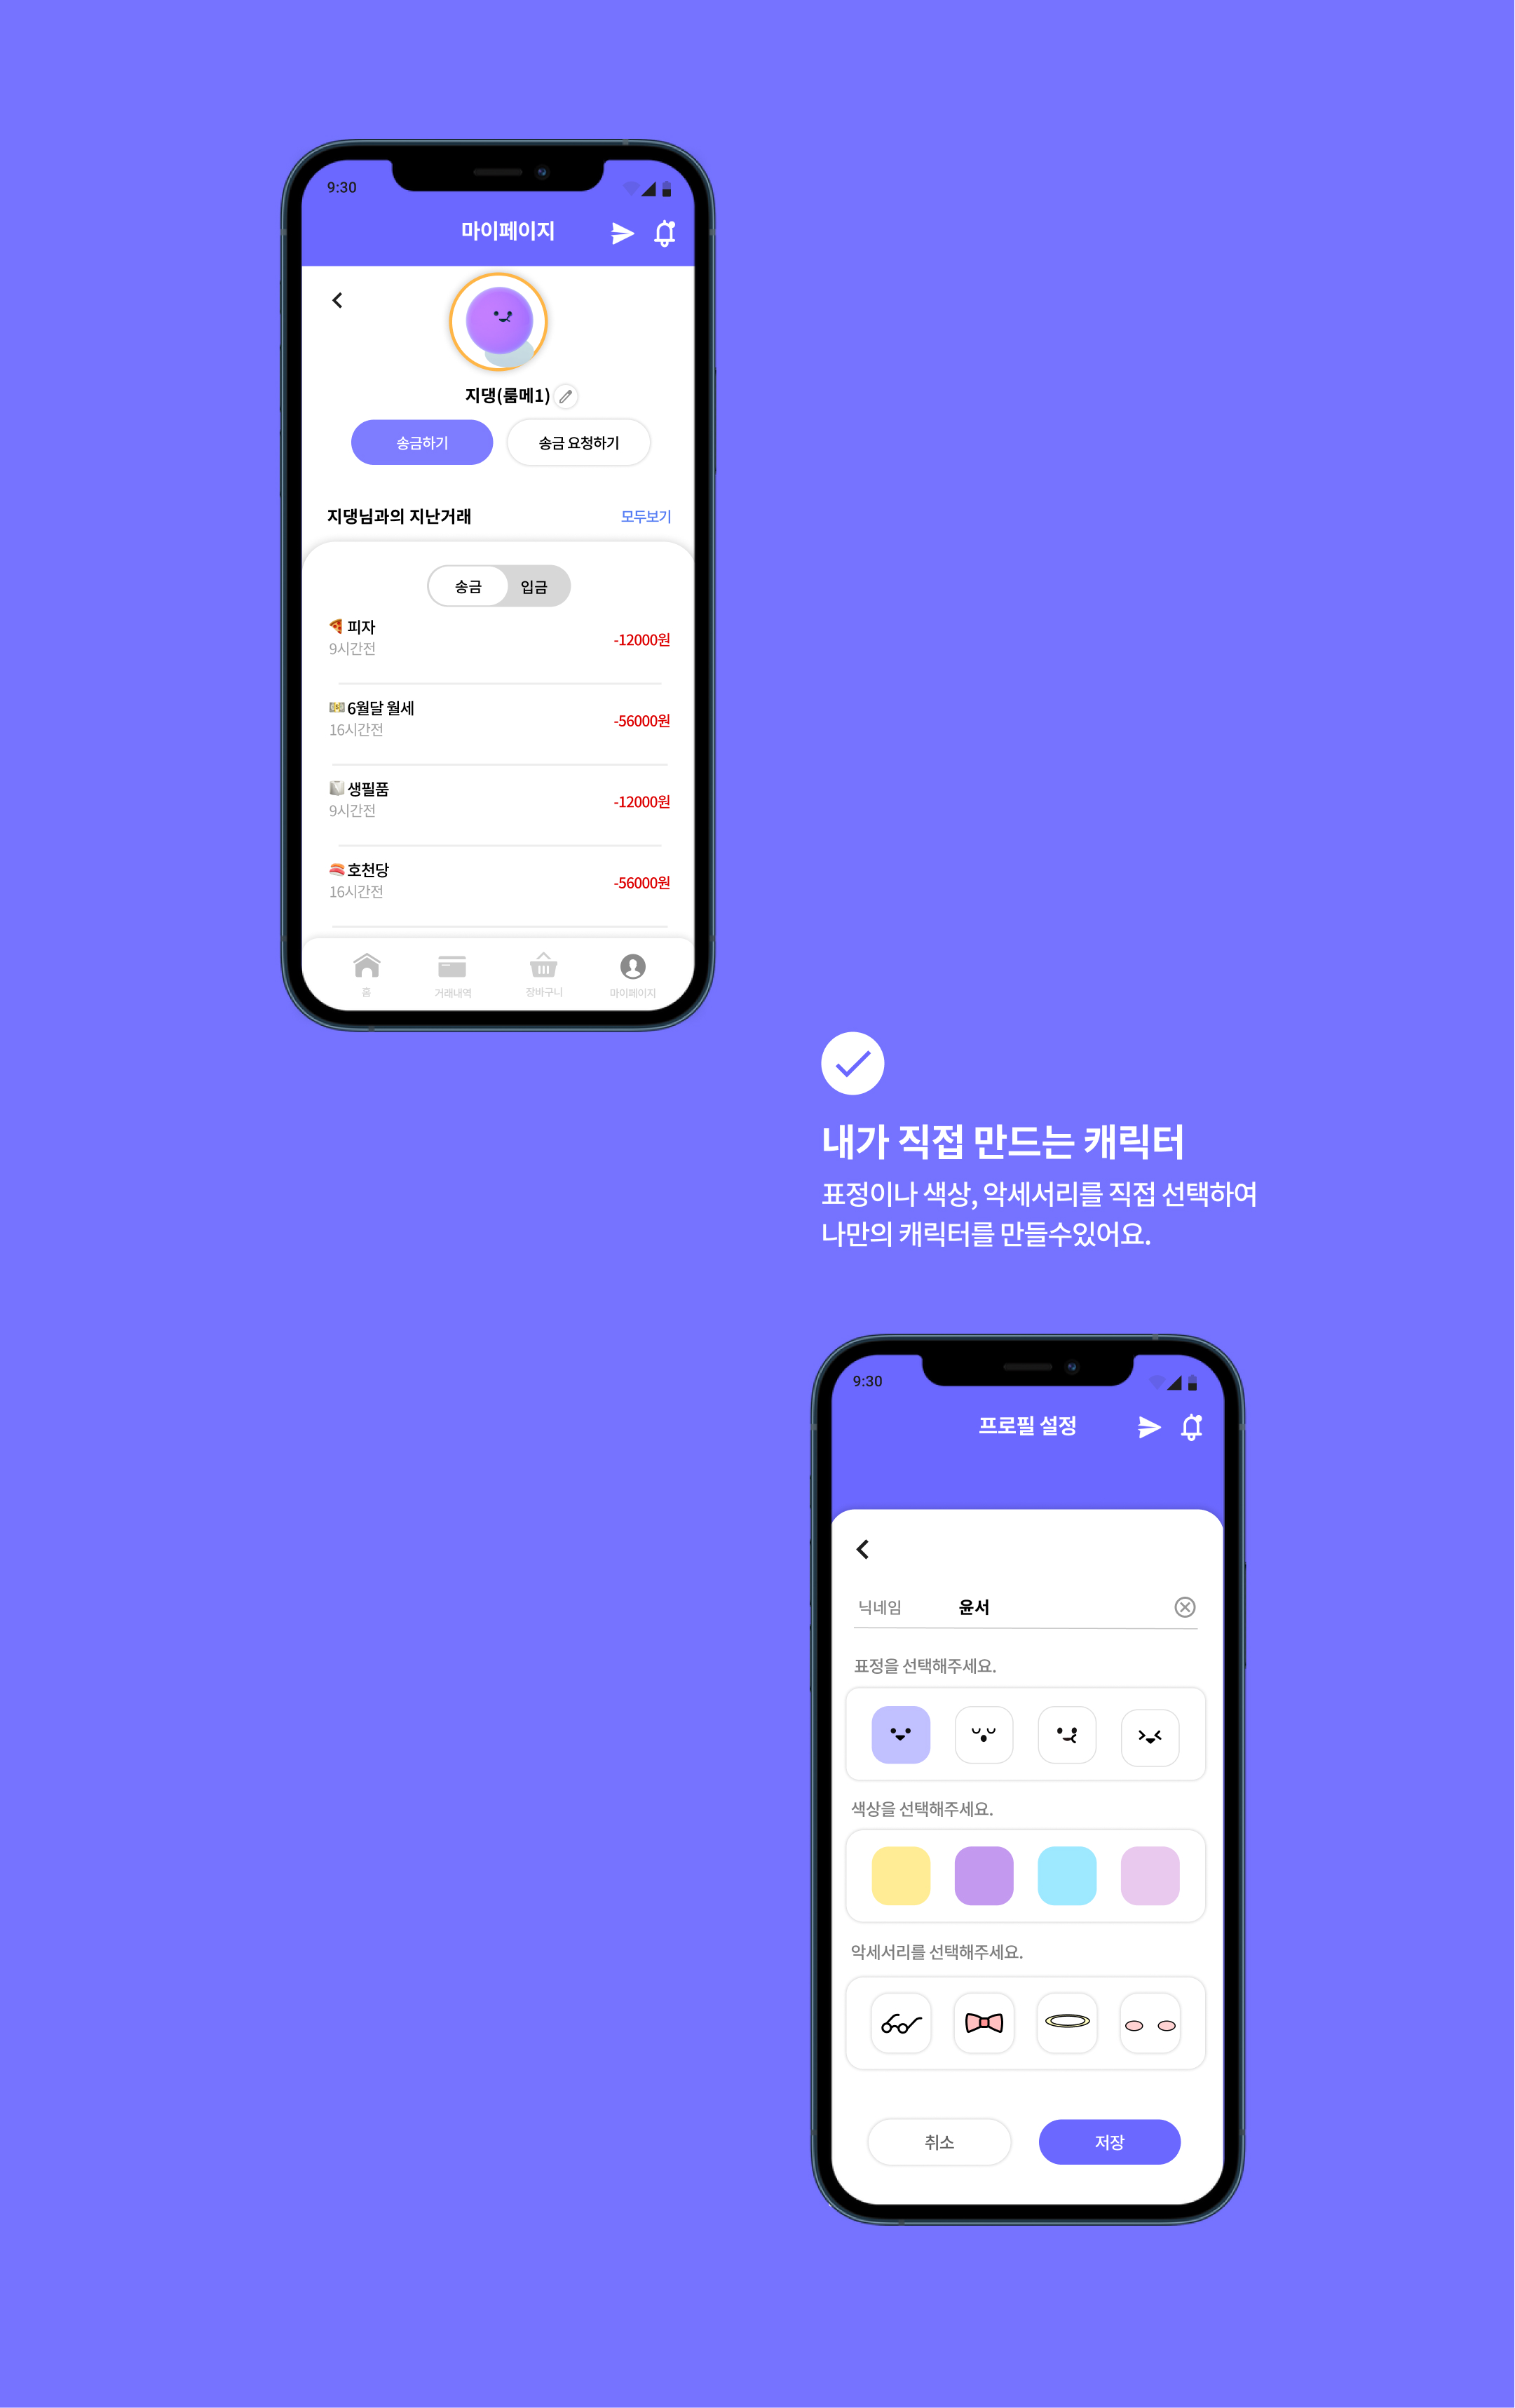 9:30
마이페이지
지댕(룸메1)
송금하기
송금 요청하기
지댕님과의 지난거래
모두보기
송금
입금
피자
9시간전
-12000원
6월달 월세
16시간전
-56000원
생필품
9시간전
-12000원
호천당
16시간전
-56000원
홈
거래내역
장바구니
마이페이지
내가 직접 만드는 캐릭터
표정이나 색상, 악세서리를 직접 선택하여
나만의 캐릭터를 만들수있어요.
9:30
프로필 설정
닉네임
윤서
표정을 선택해주세요.
색상을 선택해주세요.
악세서리를 선택해주세요.
취소
저장